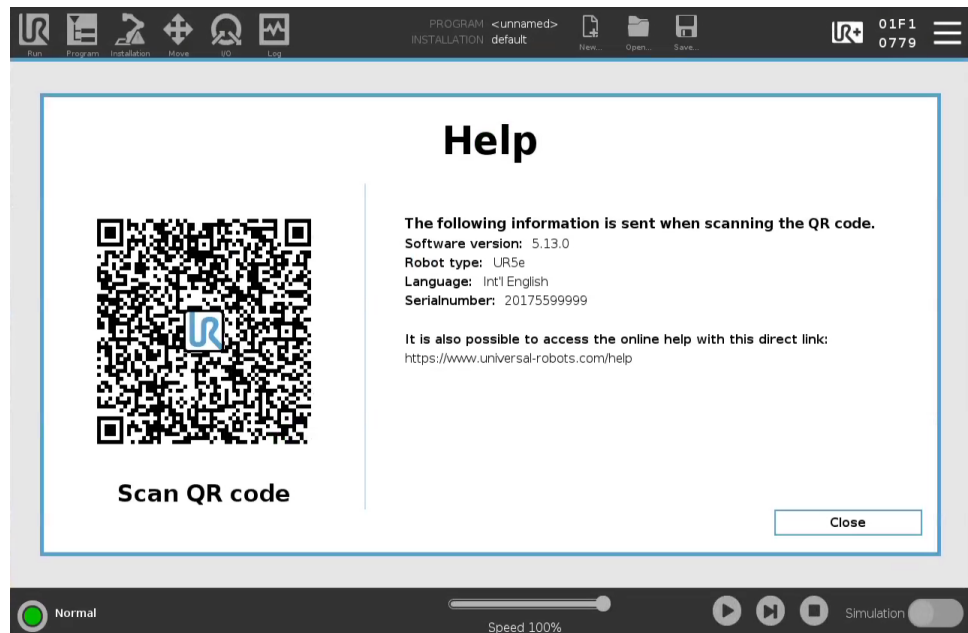 Run Program Installation Move I/O Log
PROGRAM <unnamed>
INSTALLATION default
New... Open... Save...
UR+
01F1
0779
Help
The following information is sent when scanning the QR code.
Software version: 5.13.0
Robot type: UR5e
Language: Int'l English
Serialnumber: 20175599999
It is also possible to access the online help with this direct link:
https://www.universal-robots.com/help
UR
Scan QR code
Close
Normal
Speed 100%
Simulation